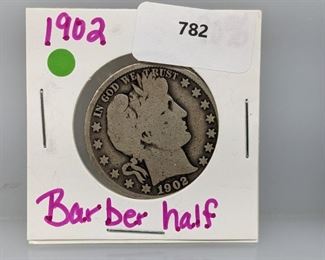 1902
782
IN GOD WE TRUST
1902
Barber half